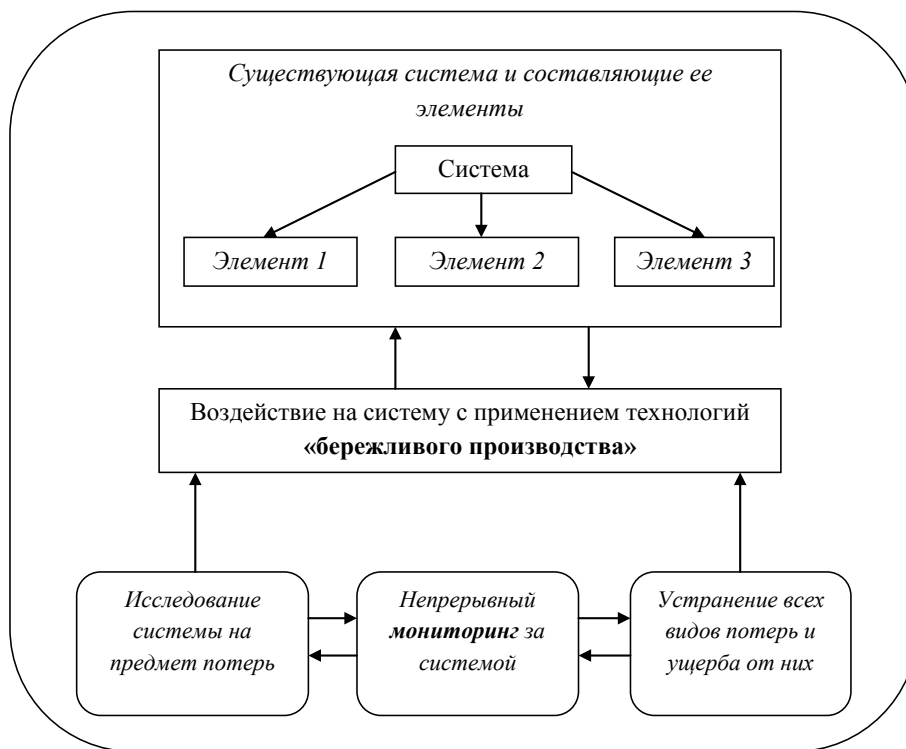 Существующая система и составляющие ее
элементы
Система
Элемент 1
Элемент 2
Элемент 3
Воздействие на систему с применением технологий
«бережливого производства»
Исследование
системы на
предмет потерь
Непрерывный
мониторинг за
системой
Устранение всех
видов потерь и
ущерба от них